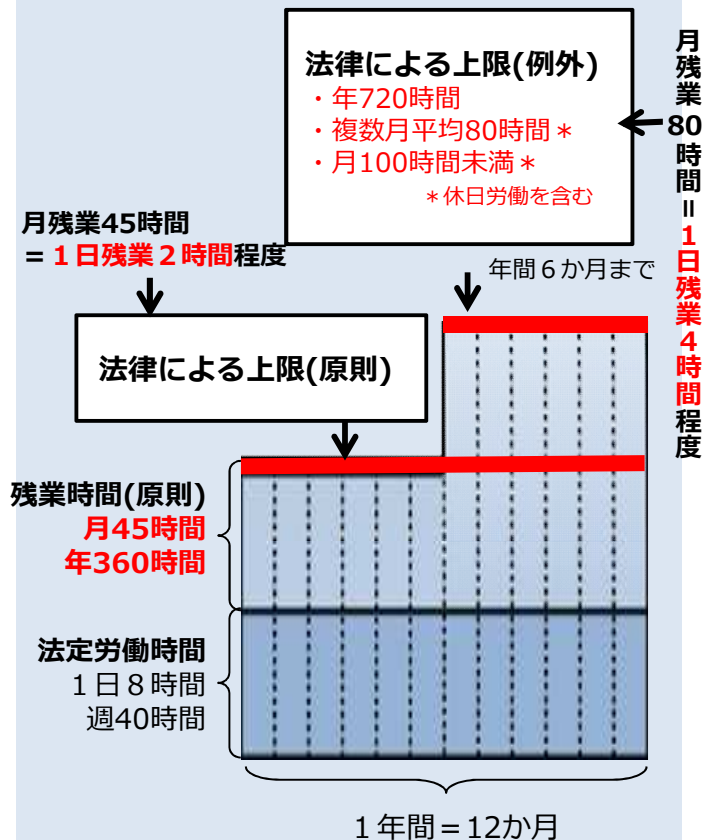 法律による上限(例外)
・年720時間
・複数月平均80時間＊
・月100時間未満＊
＊休日労働を含む
月残業80時間＝1日残業4時間程度
月残業45時間
=１日残業２時間程度
年間６か月まで
法律による上限(原則)
残業時間(原則)
月45時間
年360時間
法定労働時間
１日８時間
週40時間
１年間＝12か月